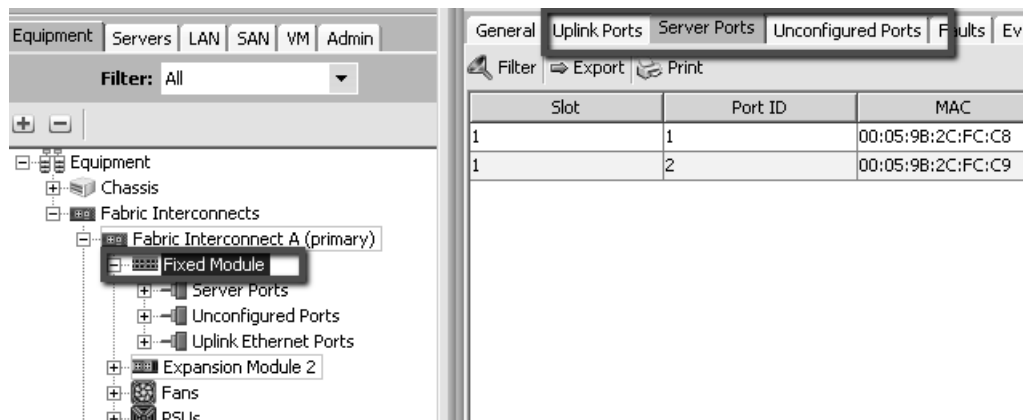 Equipment Servers LAN SAN VM Admin
Filter: All
Equipment
Chassis
Fabric Interconnects
Fabric Interconnect A (primary)
Fixed Module
Server Ports
Unconfigured Ports
Uplink Ethernet Ports
Expansion Module 2
Fans
PSUs
General Uplink Ports Server Ports Unconfigured Ports Faults Ev
Filter Export Print
Slot Port ID MAC
1 1 00:05:9B:2C:FC:C8
1 2 00:05:9B:2C:FC:C9